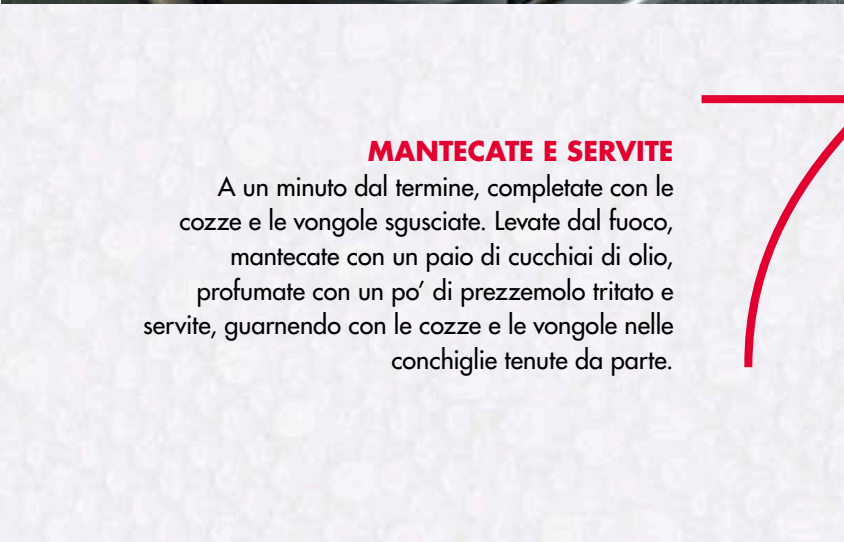 7
MANTECATE E SERVITE
A un minuto dal termine, completate con le
cozze e le vongole sgusciate. Levate dal fuoco,
mantecate con un paio di cucchiai di olio,
profumate con un po’ di prezzemolo tritato e
servite, guarnendo con le cozze e le vongole nelle
conchiglie tenute da parte.